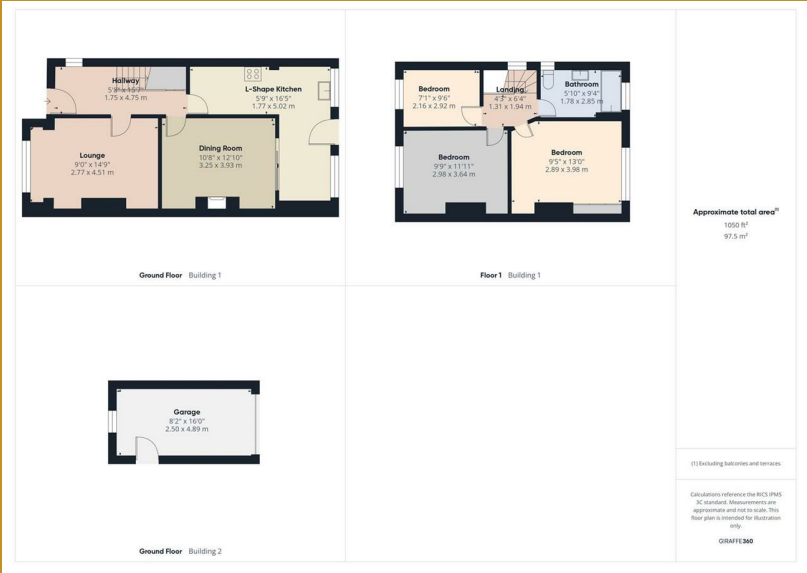 Hallway
5'8" x 15'7"
1.75 x 4.75 m
L-Shape Kitchen
5'9" x 16'5"
1.77 x 5.02 m
Lounge
9'0" x 14'9"
2.77 x 4.51 m
Dining Room
10'8" x 12'10"
3.25 x 3.93 m
Ground Floor Building 1
Bedroom
7'1" x 9'6"
2.16 x 2.92 m
Landing
4'3" x 6'4"
1.31 x 1.94 m
Bathroom
5'10" x 9'4"
1.78 x 2.85 m
Bedroom
9'9" x 11'11"
2.98 x 3.64 m
Bedroom
9'5" x 13'0"
2.89 x 3.98 m
Floor 1 Building 1
Garage
8'2" x 16'0"
2.50 x 4.89 m
Ground Floor Building 2
Approximate total area⁽¹⁾
1050 ft²
97.5 m²
(1) Excluding balconies and terraces
Calculations reference the RICS IPMS
3C standard. Measurements are
approximate and not to scale. This
floor plan is intended for illustration
only.
GIRAFFE360